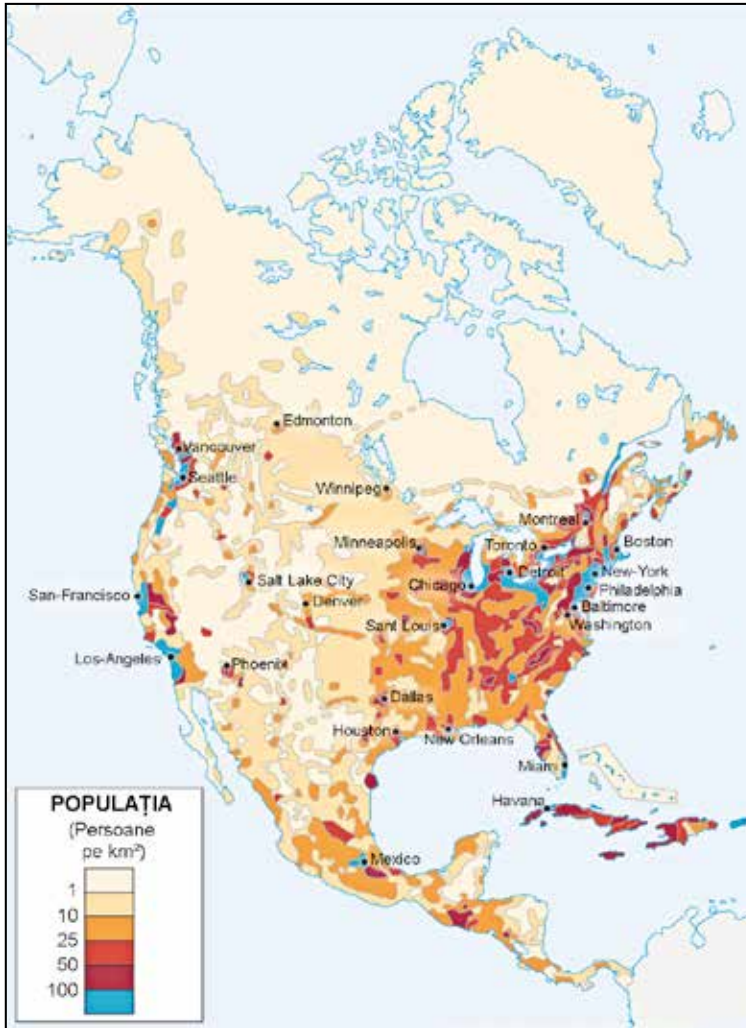 Edmonton
Vancouver
Seattle
Winnipeg
Montreal
Minneapolis
Toronto
Boston
Detroit
New-York
Salt Lake City
Chicago
Philadelphia
San-Francisco
Denver
Baltimore
Sant Louis
Washington
Los-Angeles
Phoenix
Dallas
Houston
New Orleans
Miam
Havana
Mexico
POPULAȚIA
(Persoane
pe km²)
1
10
25
50
100